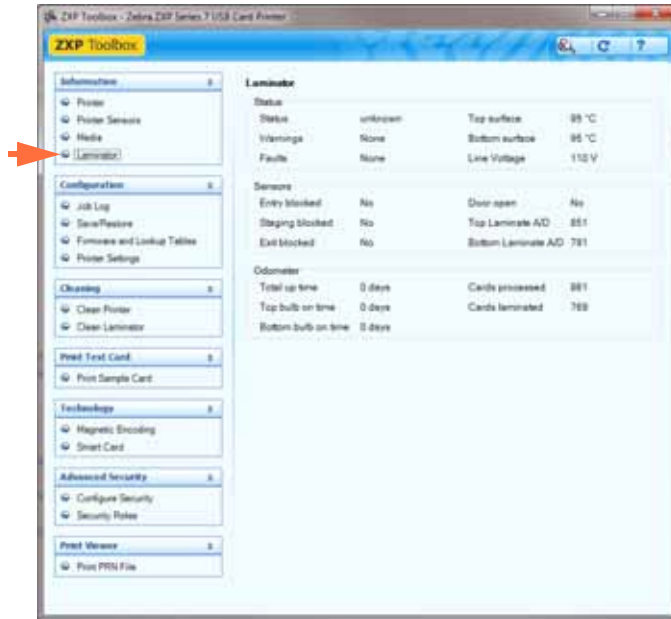 ZXP Toolbox - Zebra ZXP Series 7 USB Card Printer
ZXP Toolbox
Information
Printer
Printer Sensors
Media
Laminator
Configuration
Job Log
Save/Restore
Firmware and Lookup Tables
Printer Settings
Cleaning
Clean Printer
Clean Laminator
Print Test Card
Print Sample Card
Technology
Magnetic Encoding
Smart Card
Advanced Security
Configure Security
Security Roles
Print Viewer
Print PRN File
Laminator
Status
Status unknown Top surface 95 °C
Warnings None Bottom surface 95 °C
Faults None Line Voltage 110 V
Sensors
Entry blocked No Door open No
Staging blocked No Top Laminate A/D 851
Exit blocked No Bottom Laminate A/D 781
Odometer
Total up time 0 days Cards processed 861
Top bulb on time 0 days Cards laminated 769
Bottom bulb on time 0 days